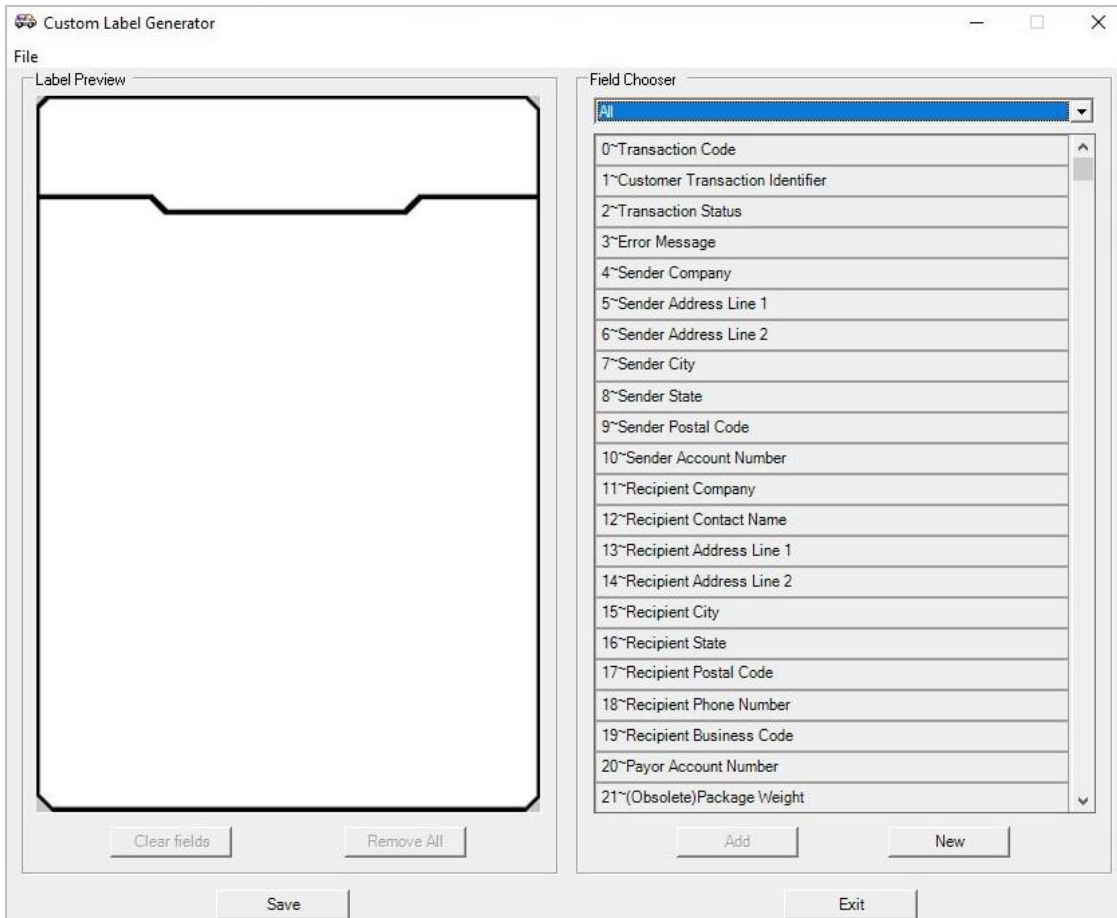 Custom Label Generator
File
Label Preview
Clear fields
Remove All
Field Chooser
All
0~Transaction Code
1~Customer Transaction Identifier
2~Transaction Status
3~Error Message
4~Sender Company
5~Sender Address Line 1
6~Sender Address Line 2
7~Sender City
8~Sender State
9~Sender Postal Code
10~Sender Account Number
11~Recipient Company
12~Recipient Contact Name
13~Recipient Address Line 1
14~Recipient Address Line 2
15~Recipient City
16~Recipient State
17~Recipient Postal Code
18~Recipient Phone Number
19~Recipient Business Code
20~Payor Account Number
21~(Obsolete)Package Weight
Add
New
Save
Exit